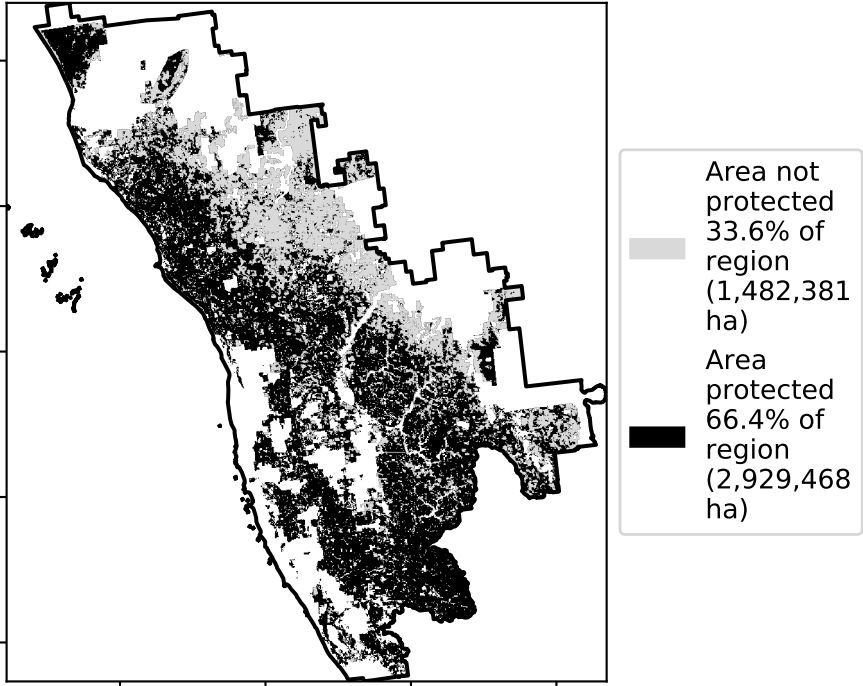 Area not
protected
33.6% of
region
(1,482,381
ha)
Area
protected
66.4% of
region
(2,929,468
ha)